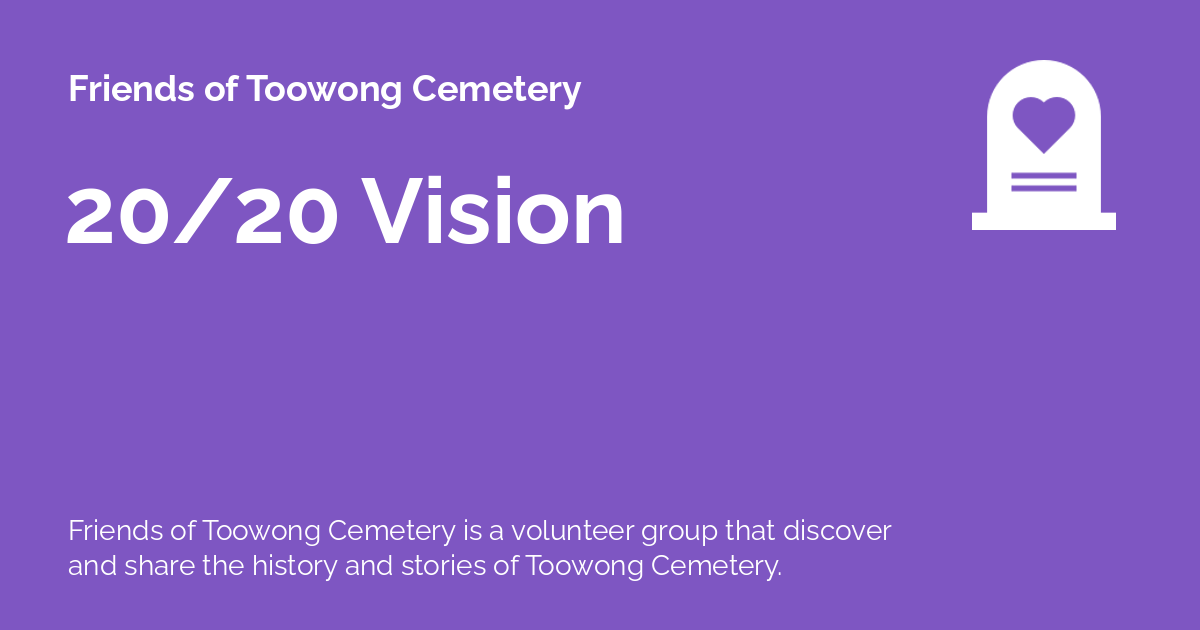 Friends of Toowong Cemetery
20/20 Vision
Friends of Toowong Cemetery is a volunteer group that discover
and share the history and stories of Toowong Cemetery.